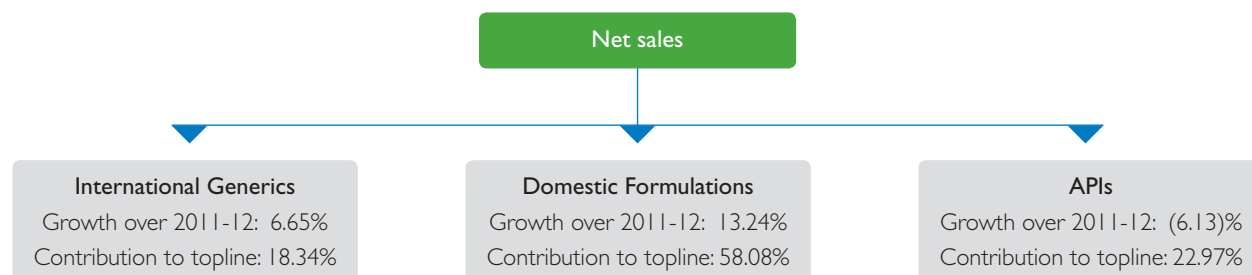 Net sales
International Generics
Growth over 2011-12: 6.65%
Contribution to topline: 18.34%
Domestic Formulations
Growth over 2011-12: 13.24%
Contribution to topline: 58.08%
APIs
Growth over 2011-12: (6.13)%
Contribution to topline: 22.97%